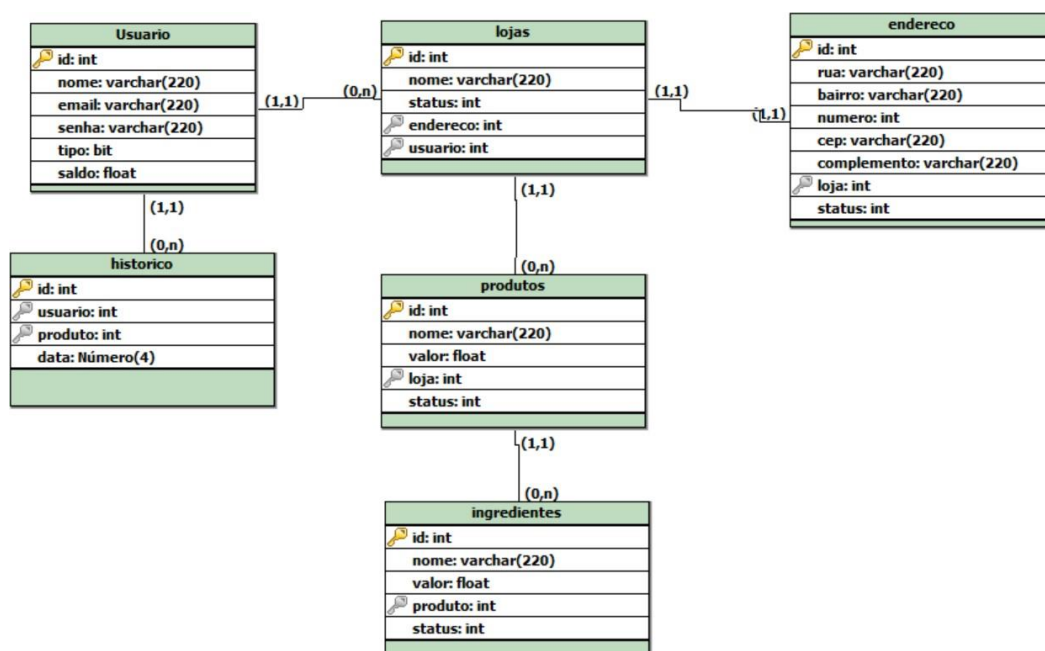 Usuario
id: int
nome: varchar(220)
email: varchar(220)
senha: varchar(220)
tipo: bit
saldo: float
(1,1)
(0,n)
lojas
id: int
nome: varchar(220)
status: int
endereco: int
usuario: int
(1,1)
(1,1)
endereco
id: int
rua: varchar(220)
bairro: varchar(220)
numero: int
cep: varchar(220)
complemento: varchar(220)
loja: int
status: int
(1,1)
(0,n)
historico
id: int
usuario: int
produto: int
data: Número(4)
(1,1)
(0,n)
produtos
id: int
nome: varchar(220)
valor: float
loja: int
status: int
(1,1)
(0,n)
ingredientes
id: int
nome: varchar(220)
valor: float
produto: int
status: int